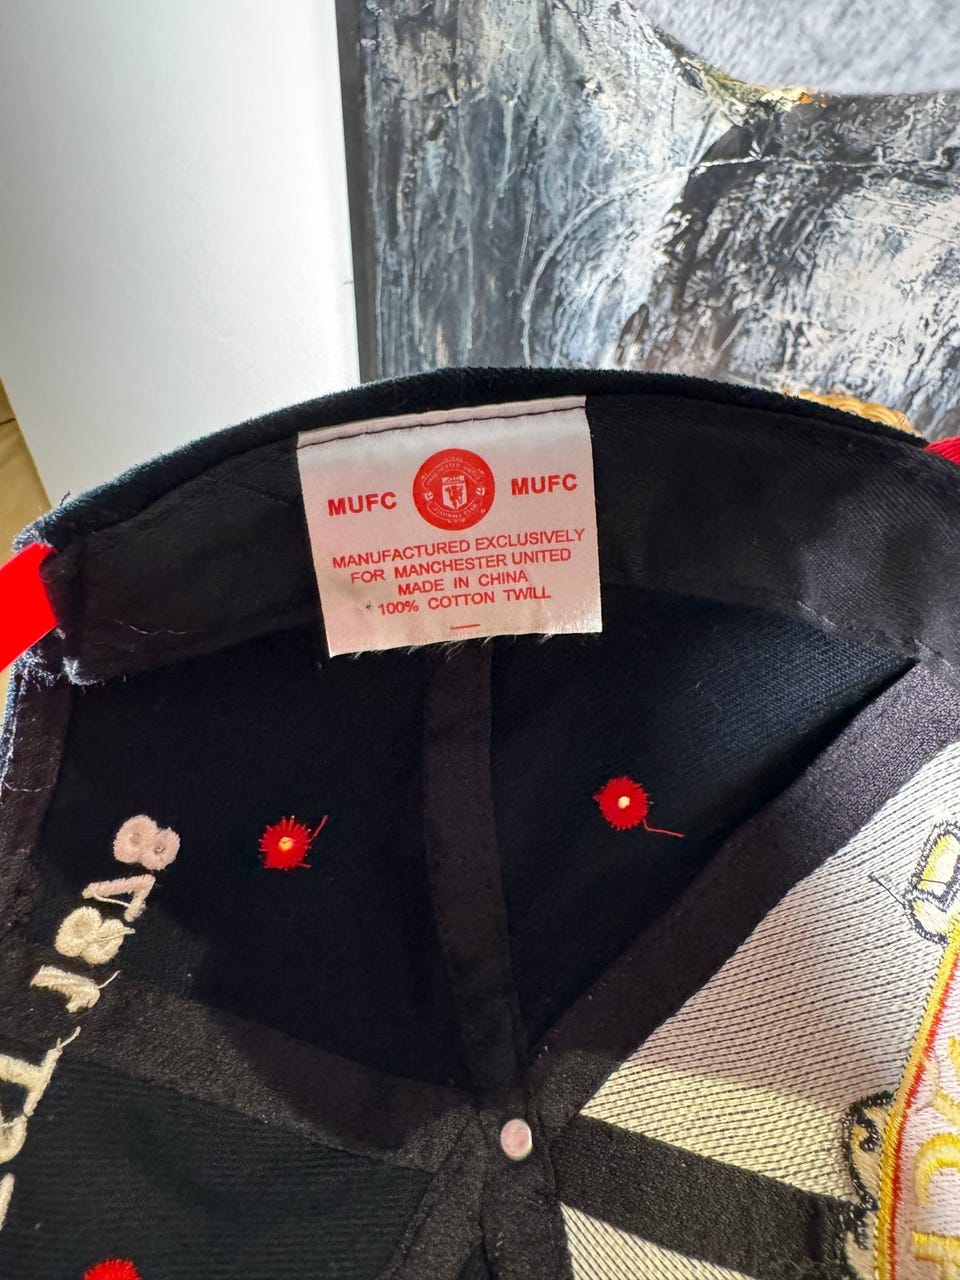 MUFC MUFC
MANUFACTURED EXCLUSIVELY
FOR MANCHESTER UNITED
MADE IN CHINA
100% COTTON TWILL
1878